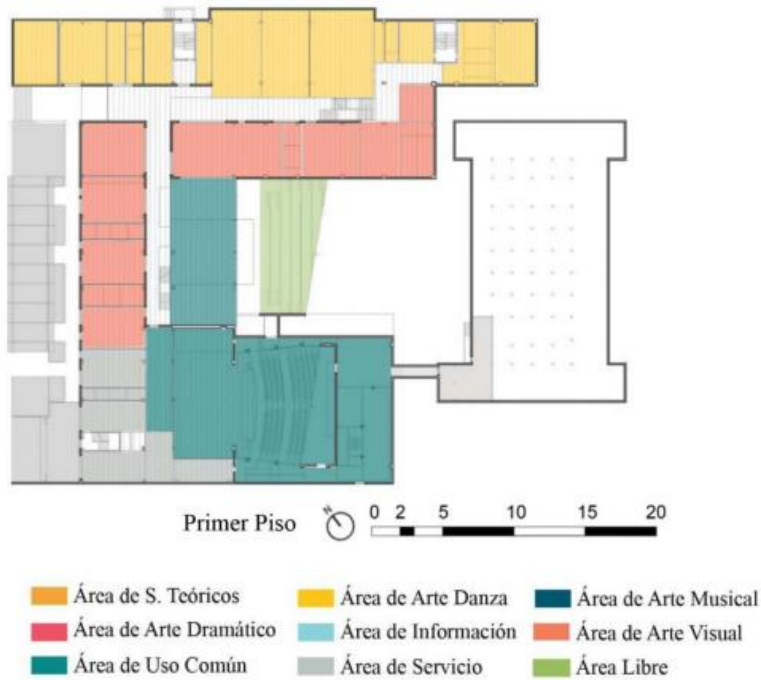 Primer Piso N 0 2 5 10 15 20
Área de S. Teóricos Área de Arte Danza Área de Arte Musical
Área de Arte Dramático Área de Información Área de Arte Visual
Área de Uso Común Área de Servicio Área Libre